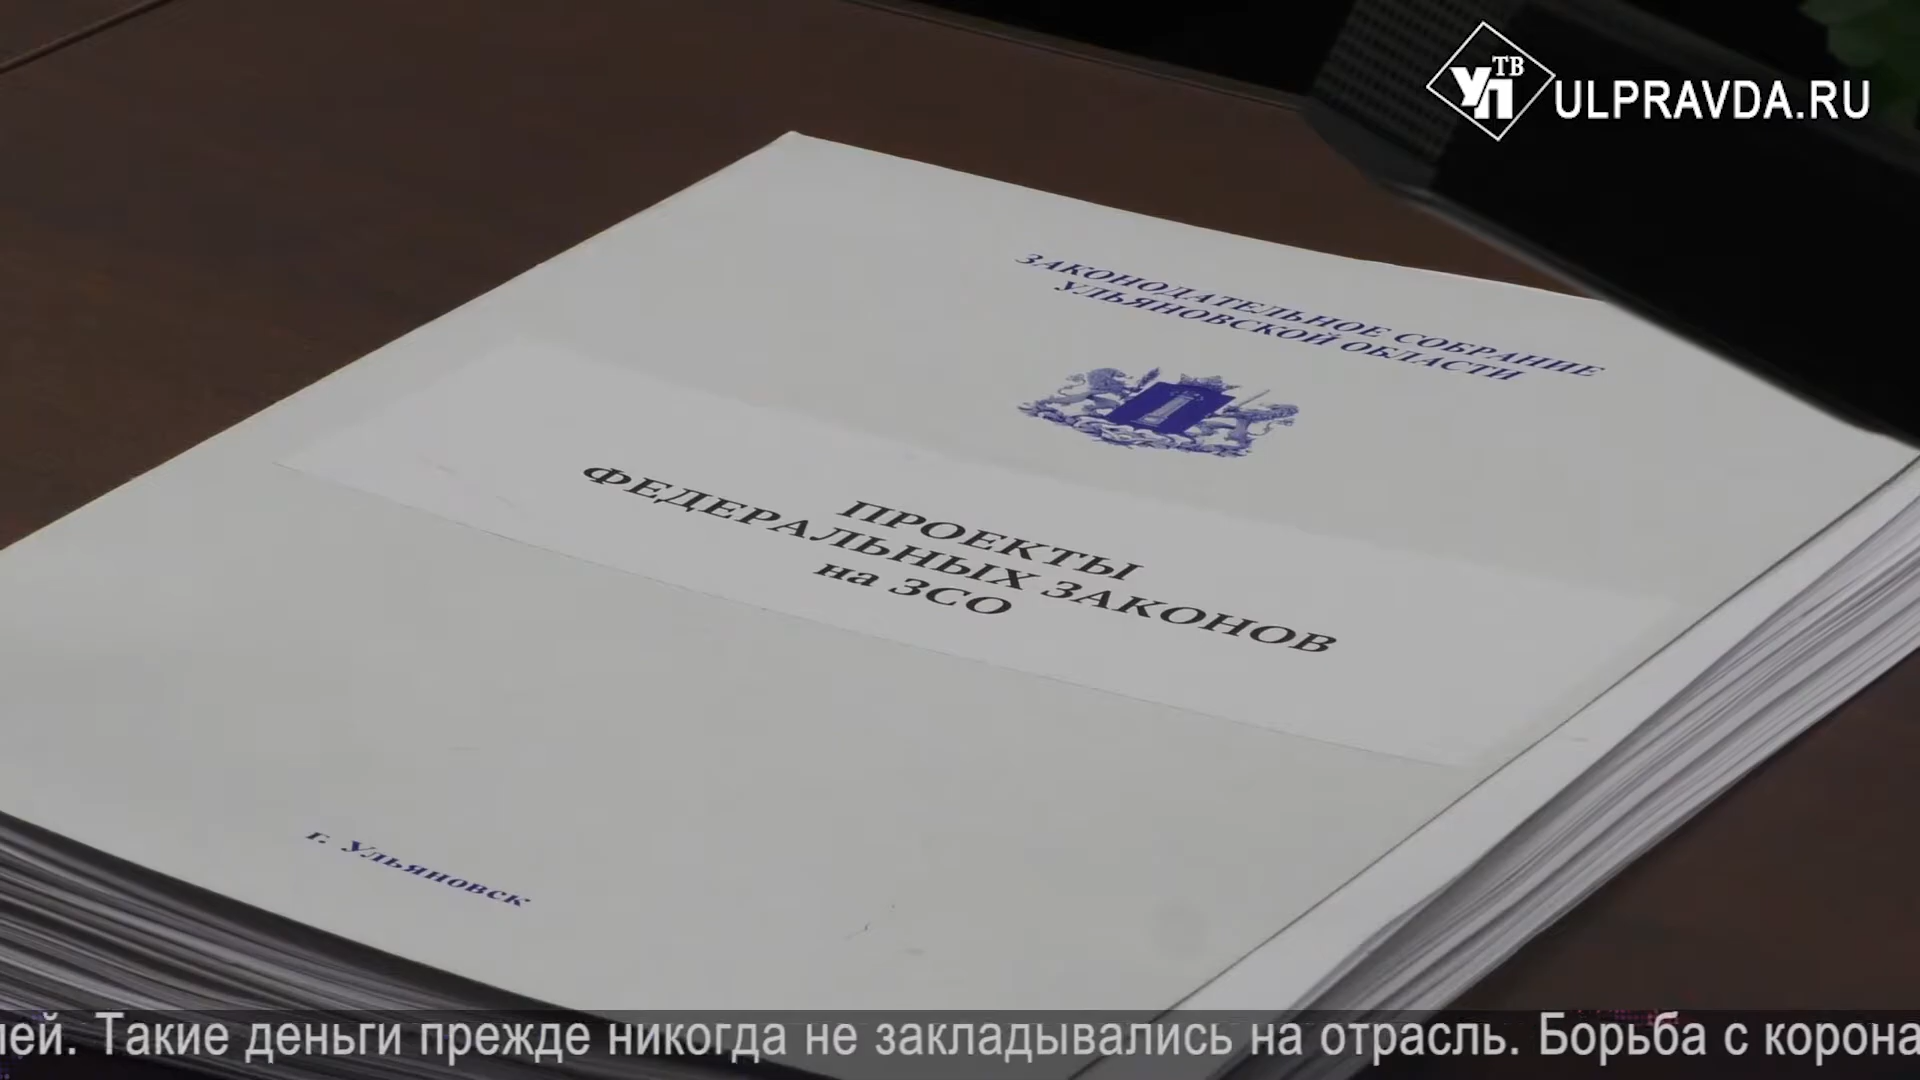 ТВ
УП
ULPRAVDA.RU
ЗАКОНОДАТЕЛЬНОЕ СОБРАНИЕ
УЛЬЯНОВСКОЙ ОБЛАСТИ
ПРОЕКТЫ
ФЕДЕРАЛЬНЫХ ЗАКОНОВ
на ЗСО
г. Ульяновск
лей. Такие деньги прежде никогда не закладывались на отрасль. Борьба с корона